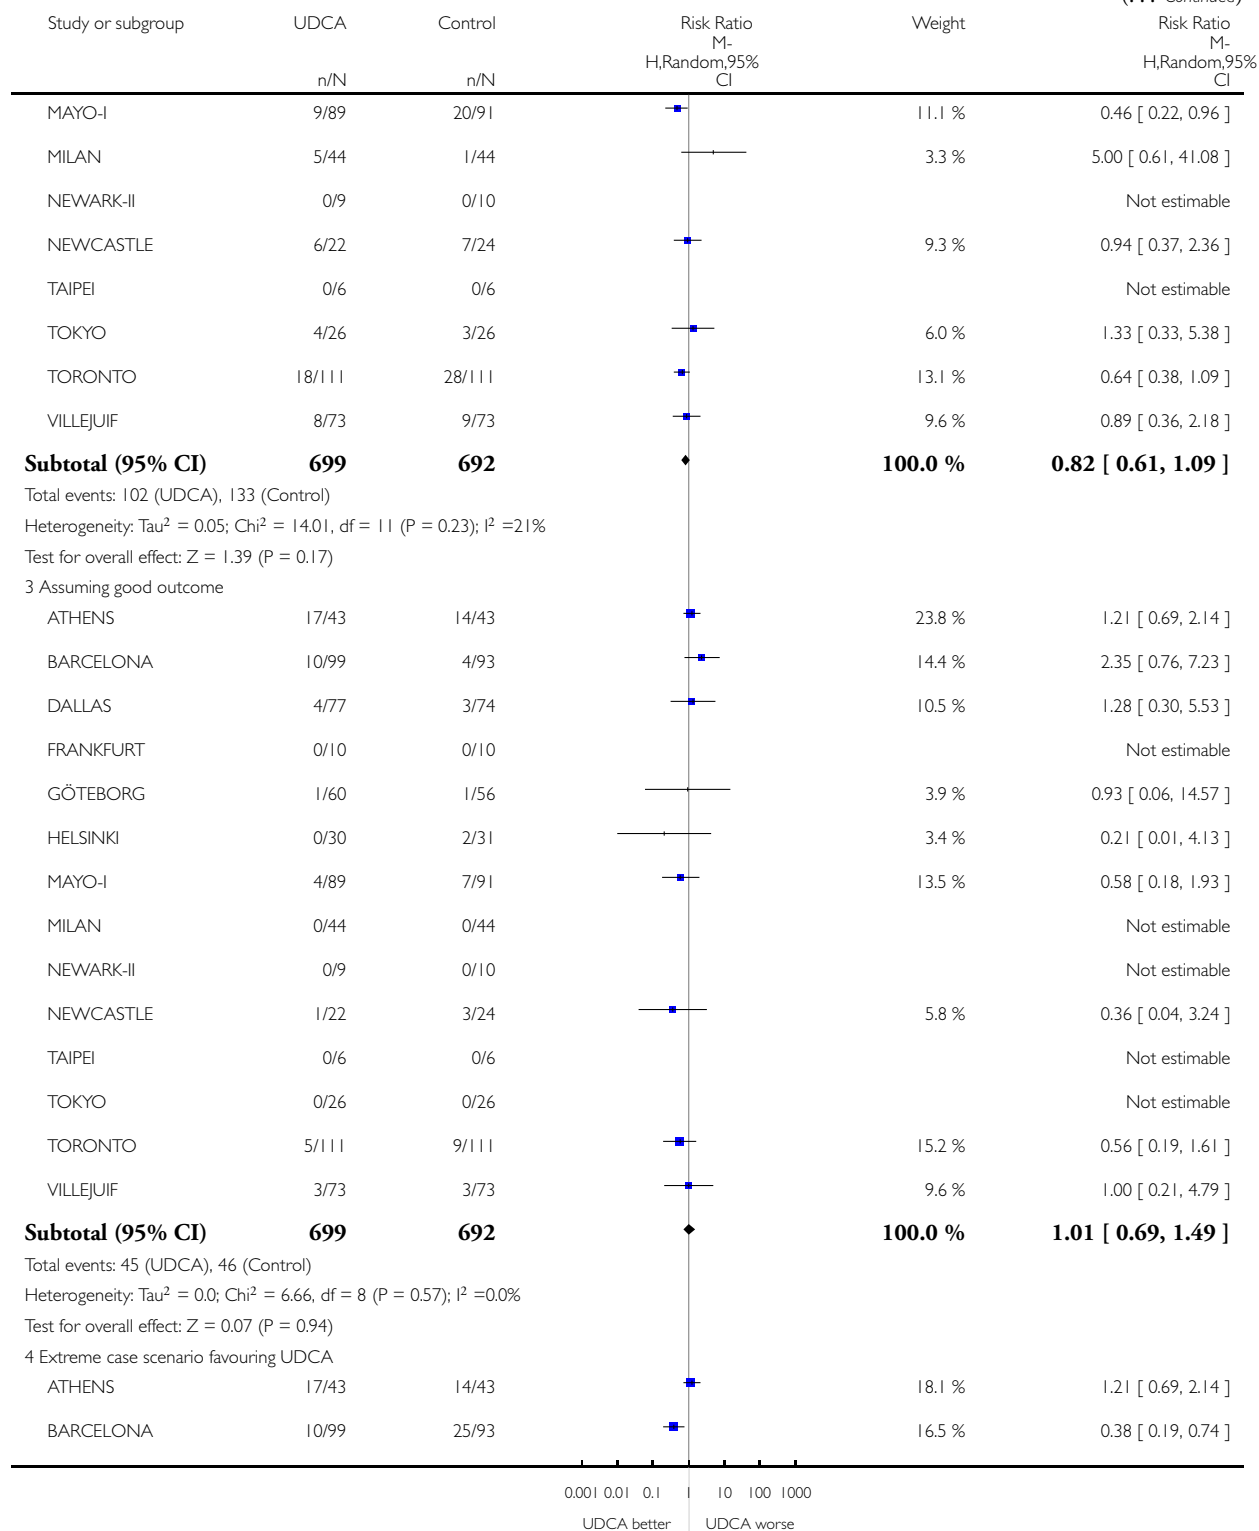 (... Continued)
Study or subgroup UDCA Control Risk Ratio Weight Risk Ratio
M- M-
H,Random,95% H,Random,95%
n/N n/N CI CI
MAYO-I 9/89 20/91 11.1 % 0.46 [ 0.22, 0.96 ]
MILAN 5/44 1/44 3.3 % 5.00 [ 0.61, 41.08 ]
NEWARK-II 0/9 0/10 Not estimable
NEWCASTLE 6/22 7/24 9.3 % 0.94 [ 0.37, 2.36 ]
TAIPEI 0/6 0/6 Not estimable
TOKYO 4/26 3/26 6.0 % 1.33 [ 0.33, 5.38 ]
TORONTO 18/111 28/111 13.1 % 0.64 [ 0.38, 1.09 ]
VILLEJUIF 8/73 9/73 9.6 % 0.89 [ 0.36, 2.18 ]
Subtotal (95% CI) 699 692 100.0 % 0.82 [ 0.61, 1.09 ]
Total events: 102 (UDCA), 133 (Control)
Heterogeneity: Tau² = 0.05; Chi² = 14.01, df = 11 (P = 0.23); I² =21%
Test for overall effect: Z = 1.39 (P = 0.17)
3 Assuming good outcome
ATHENS 17/43 14/43 23.8 % 1.21 [ 0.69, 2.14 ]
BARCELONA 10/99 4/93 14.4 % 2.35 [ 0.76, 7.23 ]
DALLAS 4/77 3/74 10.5 % 1.28 [ 0.30, 5.53 ]
FRANKFURT 0/10 0/10 Not estimable
GÖTEBORG 1/60 1/56 3.9 % 0.93 [ 0.06, 14.57 ]
HELSINKI 0/30 2/31 3.4 % 0.21 [ 0.01, 4.13 ]
MAYO-I 4/89 7/91 13.5 % 0.58 [ 0.18, 1.93 ]
MILAN 0/44 0/44 Not estimable
NEWARK-II 0/9 0/10 Not estimable
NEWCASTLE 1/22 3/24 5.8 % 0.36 [ 0.04, 3.24 ]
TAIPEI 0/6 0/6 Not estimable
TOKYO 0/26 0/26 Not estimable
TORONTO 5/111 9/111 15.2 % 0.56 [ 0.19, 1.61 ]
VILLEJUIF 3/73 3/73 9.6 % 1.00 [ 0.21, 4.79 ]
Subtotal (95% CI) 699 692 100.0 % 1.01 [ 0.69, 1.49 ]
Total events: 45 (UDCA), 46 (Control)
Heterogeneity: Tau² = 0.0; Chi² = 6.66, df = 8 (P = 0.57); I² =0.0%
Test for overall effect: Z = 0.07 (P = 0.94)
4 Extreme case scenario favouring UDCA
ATHENS 17/43 14/43 18.1 % 1.21 [ 0.69, 2.14 ]
BARCELONA 10/99 25/93 16.5 % 0.38 [ 0.19, 0.74 ]
0.001 0.01 0.1 1 10 100 1000
UDCA better UDCA worse